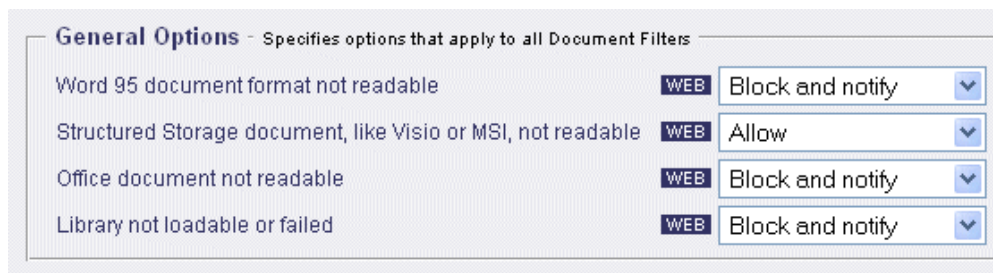 General Options - Specifies options that apply to all Document Filters
Word 95 document format not readable WEB Block and notify
Structured Storage document, like Visio or MSI, not readable WEB Allow
Office document not readable WEB Block and notify
Library not loadable or failed WEB Block and notify